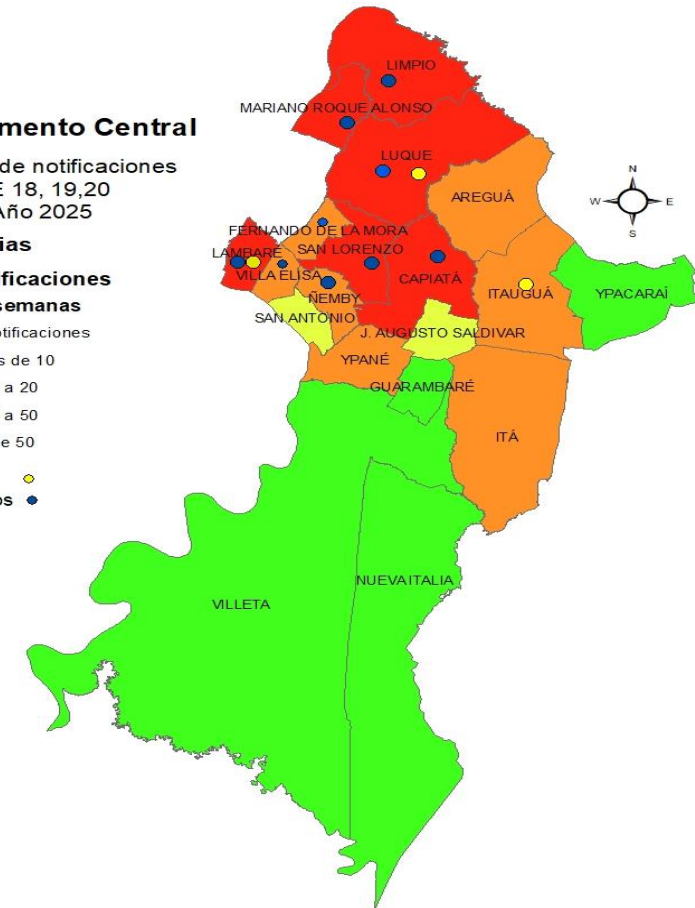 mento Central
de notificaciones
E 18, 19,20
Año 2025
ias
ificaciones
semanas
otificaciones
s de 10
a 20
a 50
e 50
os
N
W E
S
LIMPIO
MARIANO ROQUE ALONSO
LUQUE
AREGUÁ
FERNANDO DE LA MORA
LAMBARÉ
SAN LORENZO
VILLA ELISA
CAPIATÁ
ÑEMBY
ITAUGUÁ
YPACARAÍ
SAN ANTONIO
J. AUGUSTO SALDIVAR
YPANÉ
GUARAMBARÉ
ITÁ
NUEVA ITALIA
VILLETA